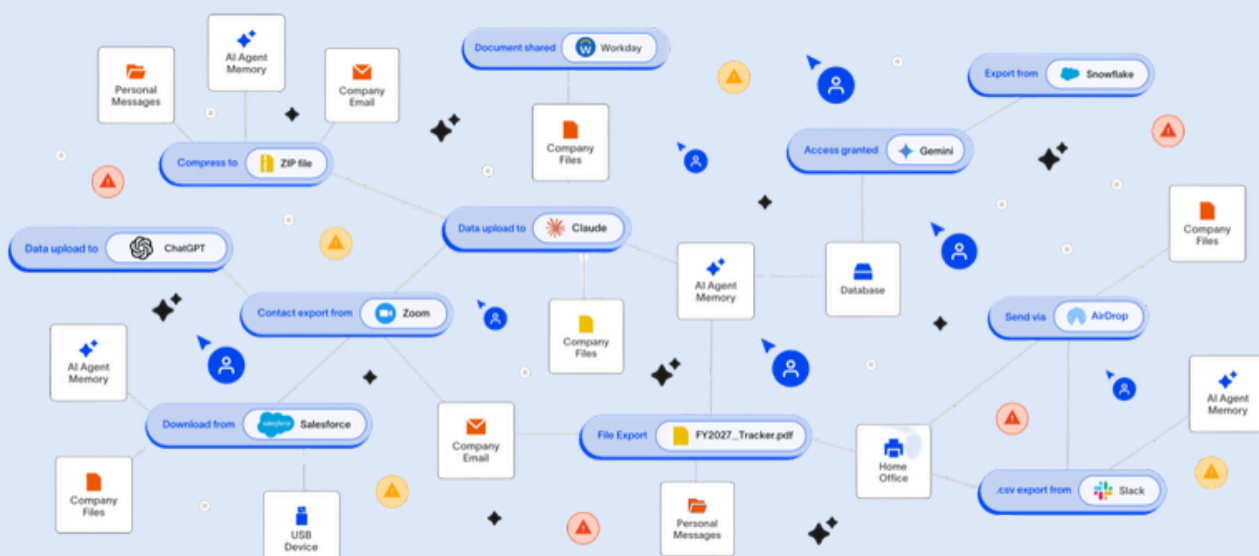 Document shared
Workday
AI Agent
Memory
Personal
Messages
Company
Email
Export from
Snowflake
Company
Files
Access granted
Gemini
Compress to
ZIP file
Company
Files
Data upload to
Claude
Data upload to
ChatGPT
AI Agent
Memory
Database
Contact export from
Zoom
Send via
AirDrop
Company
Files
AI Agent
Memory
AI Agent
Memory
Download from
salesforce
Salesforce
Company
Email
File Export
FY2027_Tracker.pdf
Home
Office
.csv export from
Slack
Company
Files
USB
Device
Personal
Messages